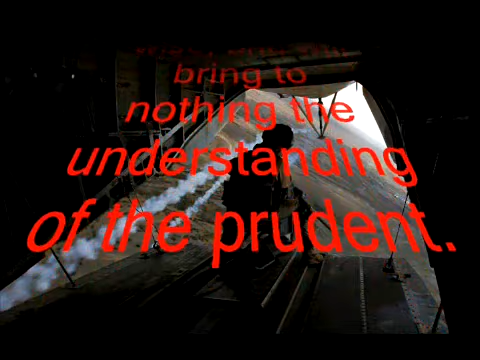 bring to
nothing the
understanding
of the prudent.